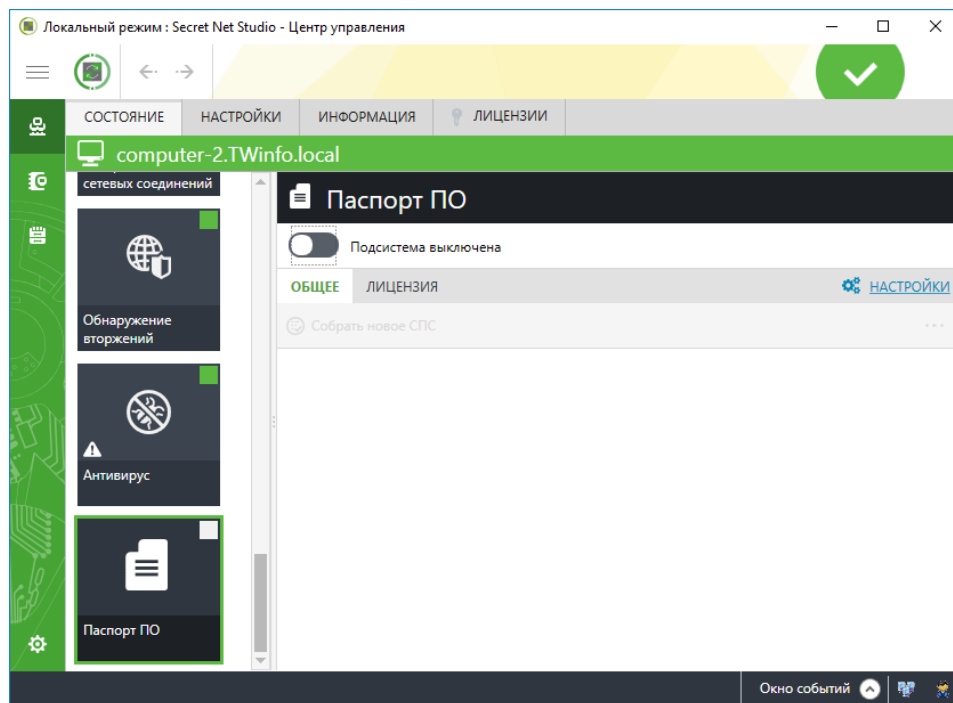 Локальный режим : Secret Net Studio - Центр управления
СОСТОЯНИЕ НАСТРОЙКИ ИНФОРМАЦИЯ ЛИЦЕНЗИИ
computer-2.TWinfo.local
сетевых соединений
Обнаружение
вторжений
Антивирус
Паспорт ПО
Паспорт ПО
Подсистема выключена
ОБЩЕЕ ЛИЦЕНЗИЯ НАСТРОЙКИ
Собрать новое СПС
Окно событий